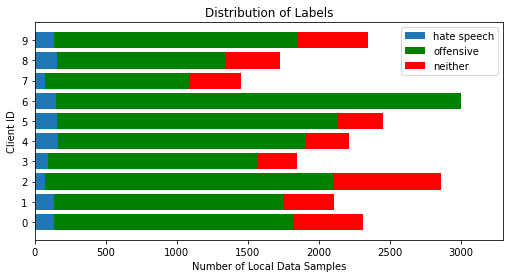 Distribution of Labels
hate speech
offensive
neither
Client ID
9
8
7
6
5
4
3
2
1
0
0 500 1000 1500 2000 2500 3000
Number of Local Data Samples